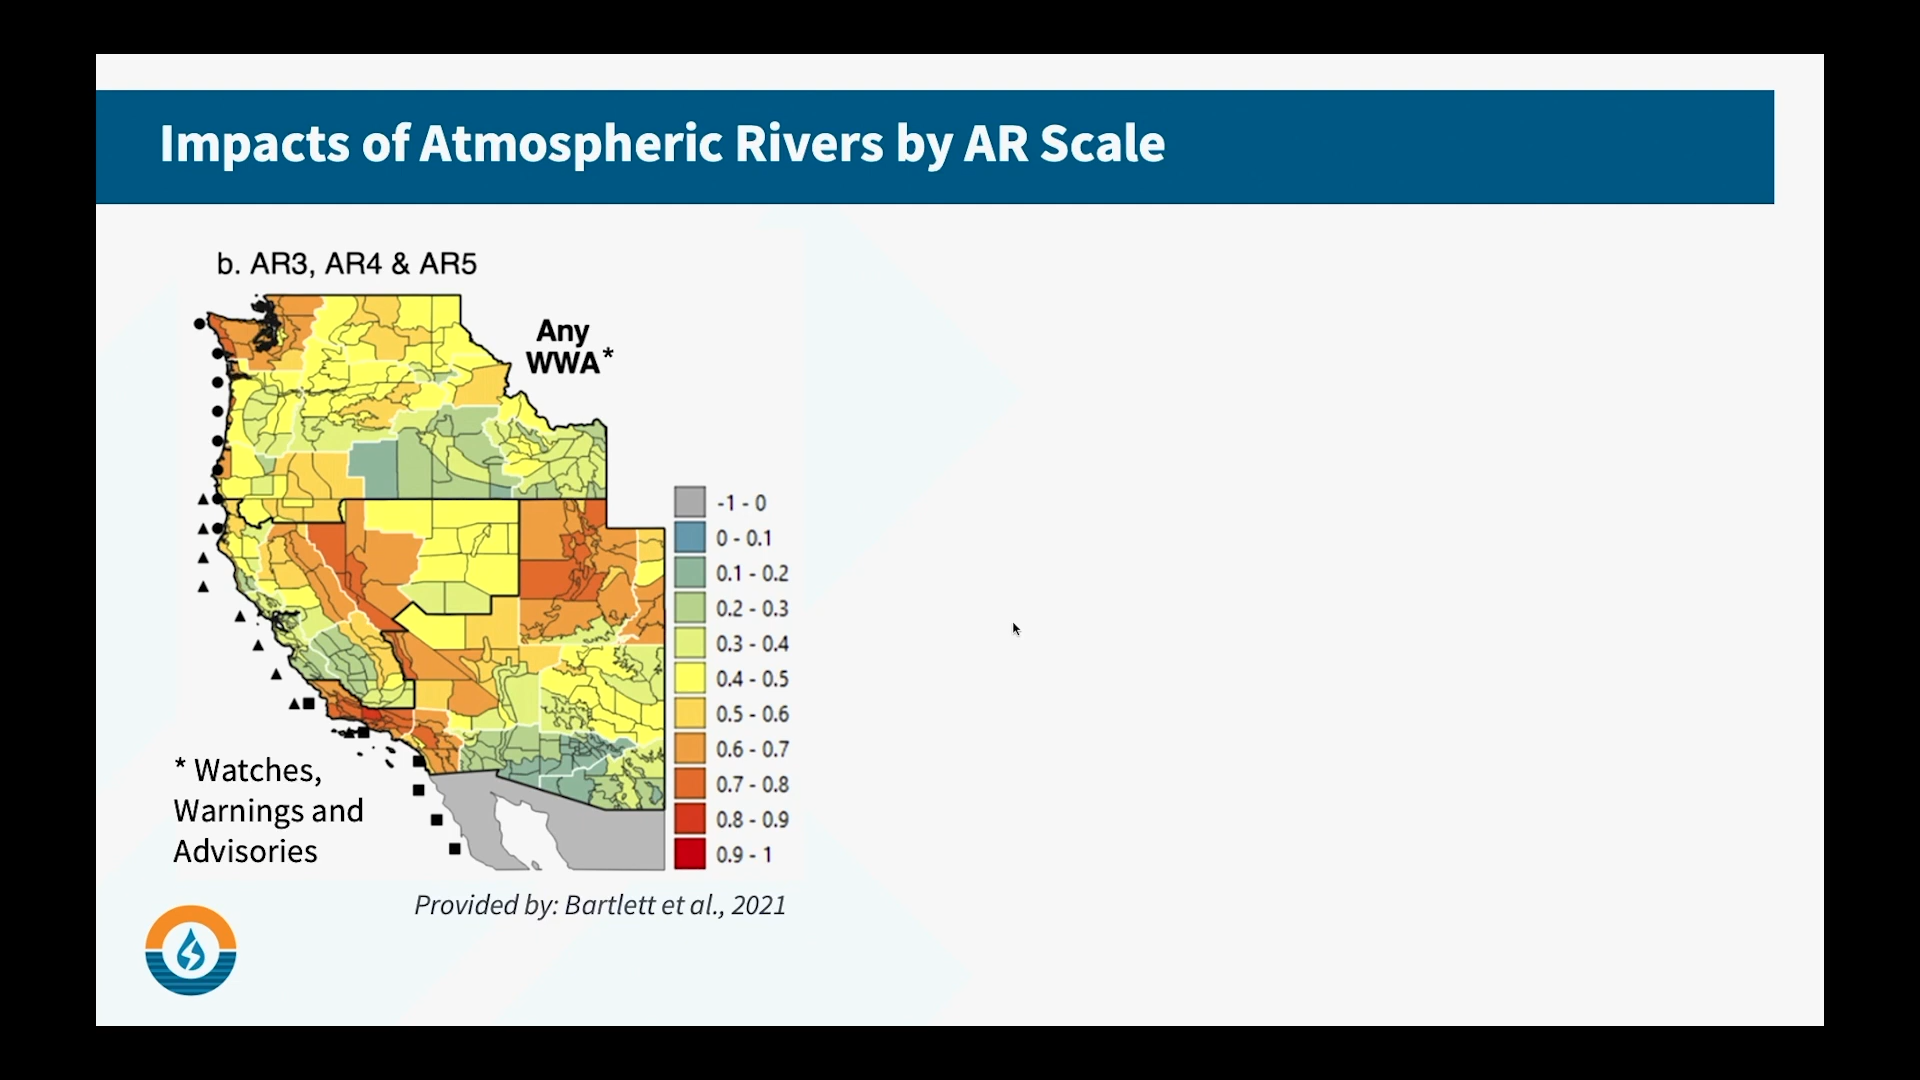 Impacts of Atmospheric Rivers by AR Scale
b. AR3, AR4 & AR5
Any
WWA*
-1 - 0
0 - 0.1
0.1 - 0.2
0.2 - 0.3
0.3 - 0.4
0.4 - 0.5
0.5 - 0.6
0.6 - 0.7
0.7 - 0.8
0.8 - 0.9
0.9 - 1
* Watches,
Warnings and
Advisories
Provided by: Bartlett et al., 2021